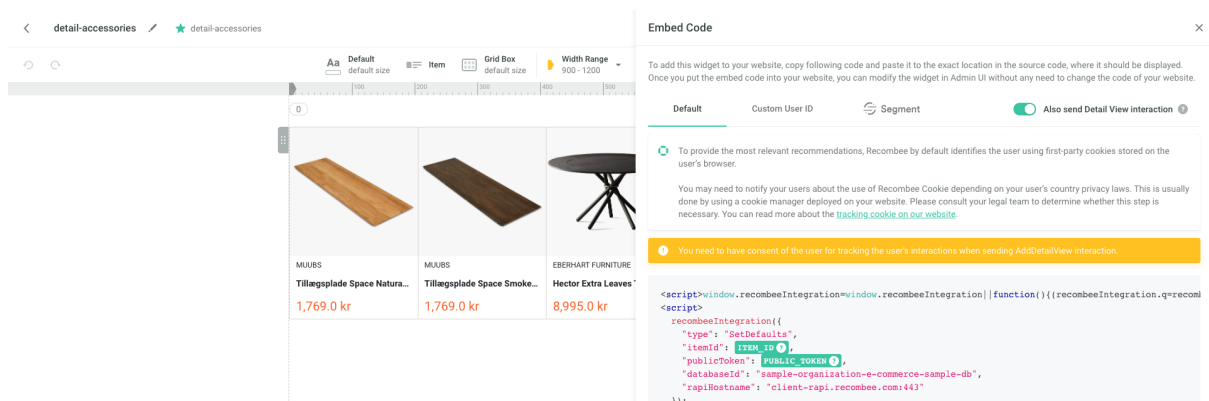 detail-accessories
detail-accessories
Embed Code
To add this widget to your website, copy following code and paste it to the exact location in the source code, where it should be displayed.
Once you put the embed code into your website, you can modify the widget in Admin UI without any need to change the code of your website.
Aa Default default size
Item
Grid Box default size
Width Range 900 - 1200
100 200 300 400 500
0
Default Custom User ID Segment Also send Detail View interaction ?
To provide the most relevant recommendations, Recombee by default identifies the user using first-party cookies stored on the
user's browser.
You may need to notify your users about the use of Recombee Cookie depending on your user's country privacy laws. This is usually
done by using a cookie manager deployed on your website. Please consult your legal team to determine whether this step is
necessary. You can read more about the tracking cookie on our website.
You need to have consent of the user for tracking the user's interactions when sending AddDetailView interaction.
MUUBS
Tillægsplade Space Natura...
1,769.0 kr
MUUBS
Tillægsplade Space Smoke...
1,769.0 kr
EBERHART FURNITURE
Hector Extra Leaves
8,995.0 kr
<script>window.recombeeIntegration=window.recombeeIntegration||function(){(recombeeIntegration.q=recom
<script>
recombeeIntegration({
"type": "SetDefaults",
"itemId": ITEM_ID ? ,
"publicToken": PUBLIC_TOKEN ? ,
"databaseId": "sample-organization-e-commerce-sample-db",
"rapiHostname": "client-rapi.recombee.com:443"
});